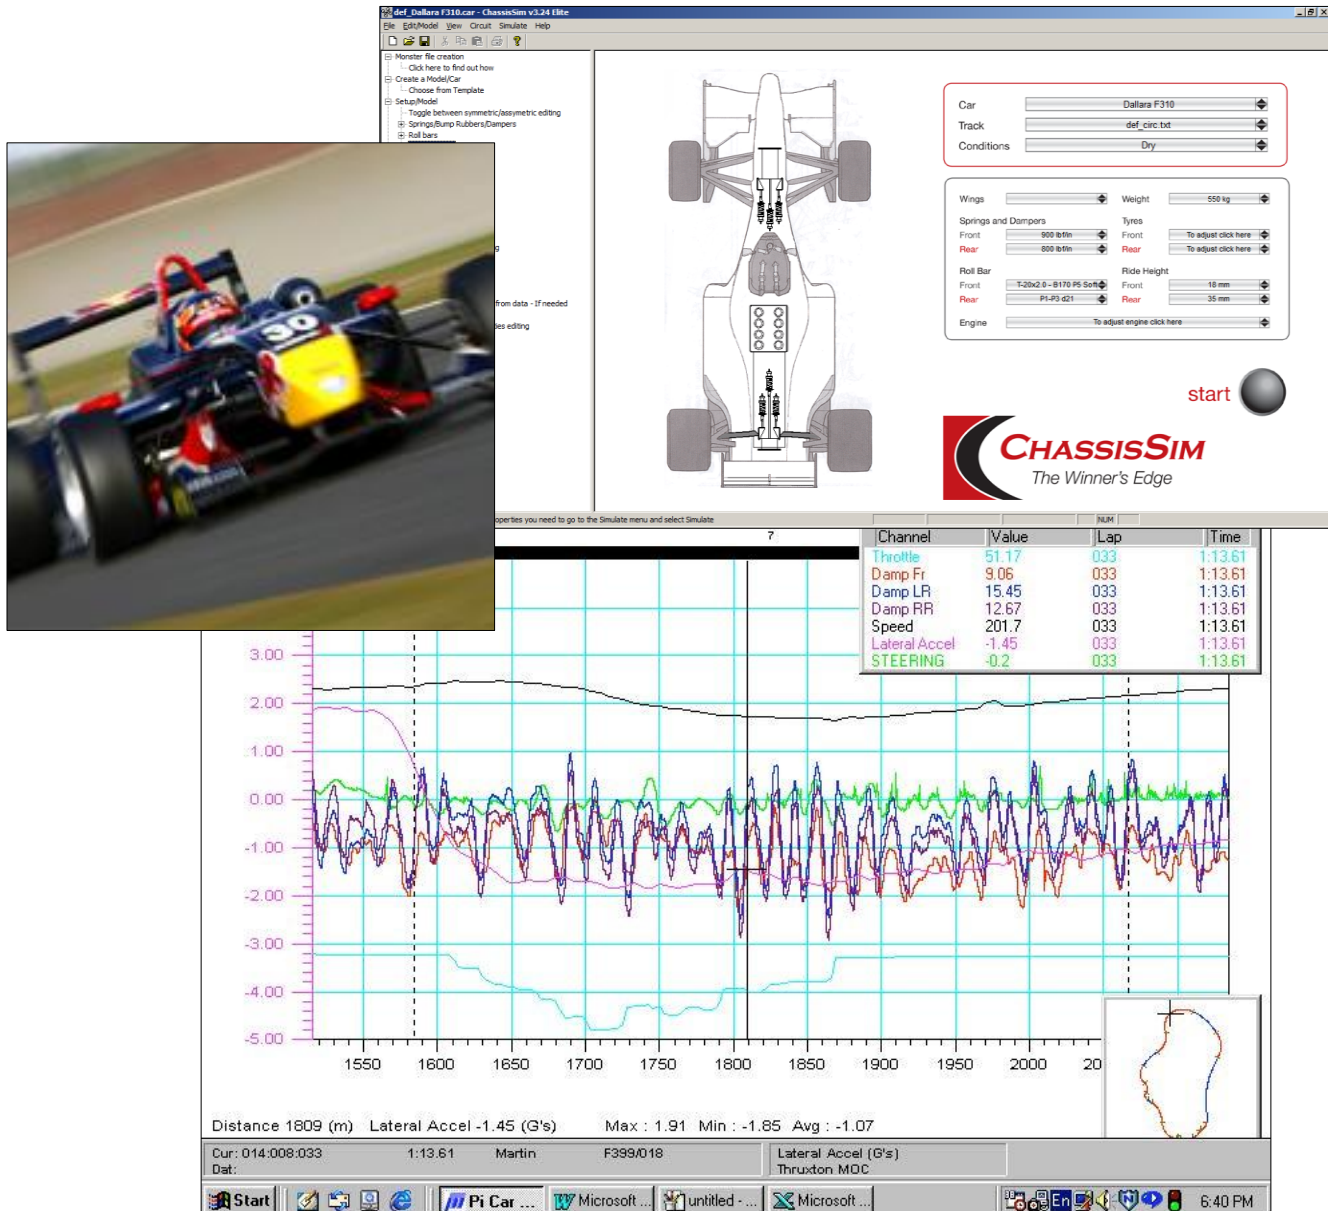 def_Dallara F310.car - ChassisSim v3.24 Elite
File Edit/Model View Circuit Simulate Help
Monster file creation
Click here to find out how
Create a Model/Car
Choose from Template
Setup/Model
Toggle between symmetric/assymetric editing
Springs/Bump Rubbers/Dampers
Roll bars
from data - If needed
ies editing
Car Dallara F310
Track def_circ.txt
Conditions Dry
Wings Weight 550 kg
Springs and Dampers Tyres
Front 900 lbf/in Front To adjust click here
Rear 800 lbf/in Rear To adjust click here
Roll Bar Ride Height
Front T-20x2.0 - B170 P5 Soft Front 18 mm
Rear P1-P3 d21 Rear 35 mm
Engine To adjust engine click here
start
CHASSISSIM
The Winner's Edge
30
operties you need to go to the Simulate menu and select Simulate
NUM
7
Channel Value Lap Time
Throttle 51.17 033 1:13.61
Damp Fr 9.06 033 1:13.61
Damp LR 15.45 033 1:13.61
Damp RR 12.67 033 1:13.61
Speed 201.7 033 1:13.61
Lateral Accel -1.45 033 1:13.61
STEERING -0.2 033 1:13.61
3.00
2.00
1.00
0.00
-1.00
-2.00
-3.00
-4.00
-5.00
1550 1600 1650 1700 1750 1800 1850 1900 1950 2000 20
Distance 1809 (m) Lateral Accel -1.45 (G's) Max : 1.91 Min : -1.85 Avg : -1.07
Cur: 014:008:033 1:13.61 Martin F399/018 Lateral Accel (G's)
Dat: Thruxton MOC
Start Pi Car ... Microsoft ... untitled - ... Microsoft ... En 6:40 PM